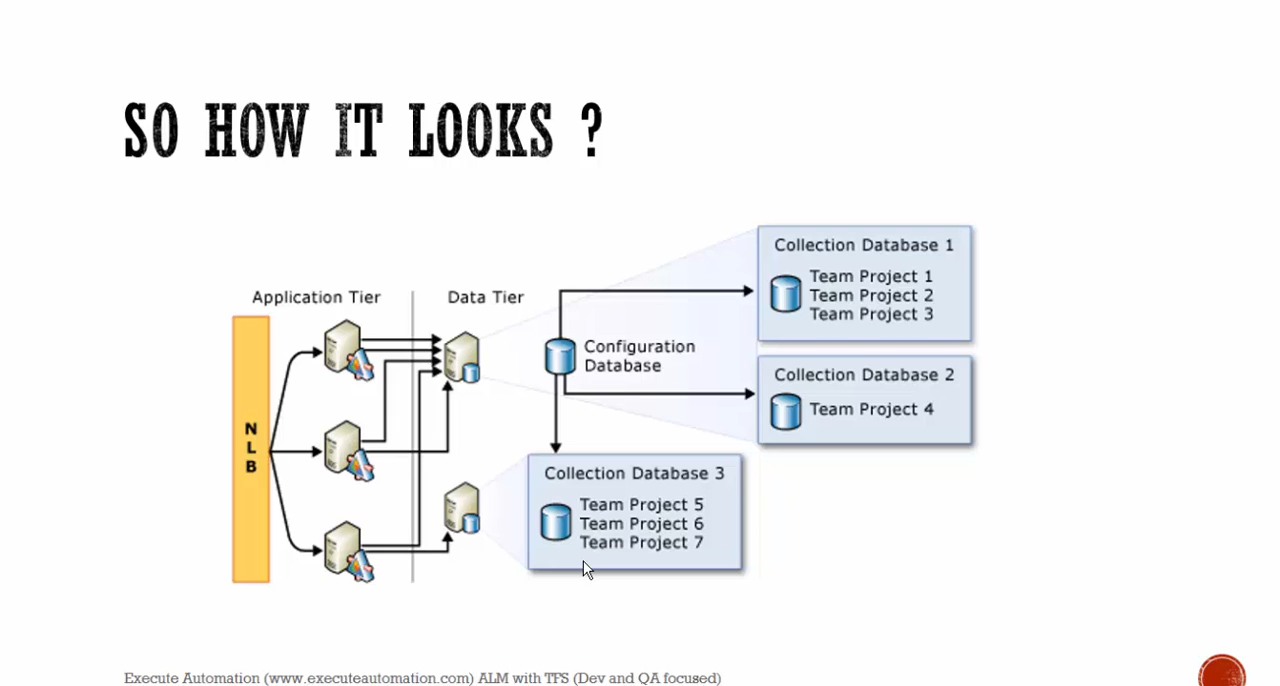 SO HOW IT LOOKS ?
Application Tier
Data Tier
N
L
B
Configuration
Database
Collection Database 1
Team Project 1
Team Project 2
Team Project 3
Collection Database 2
Team Project 4
Collection Database 3
Team Project 5
Team Project 6
Team Project 7
Execute Automation (www.executeautomation.com) ALM with TFS (Dev and QA focused)